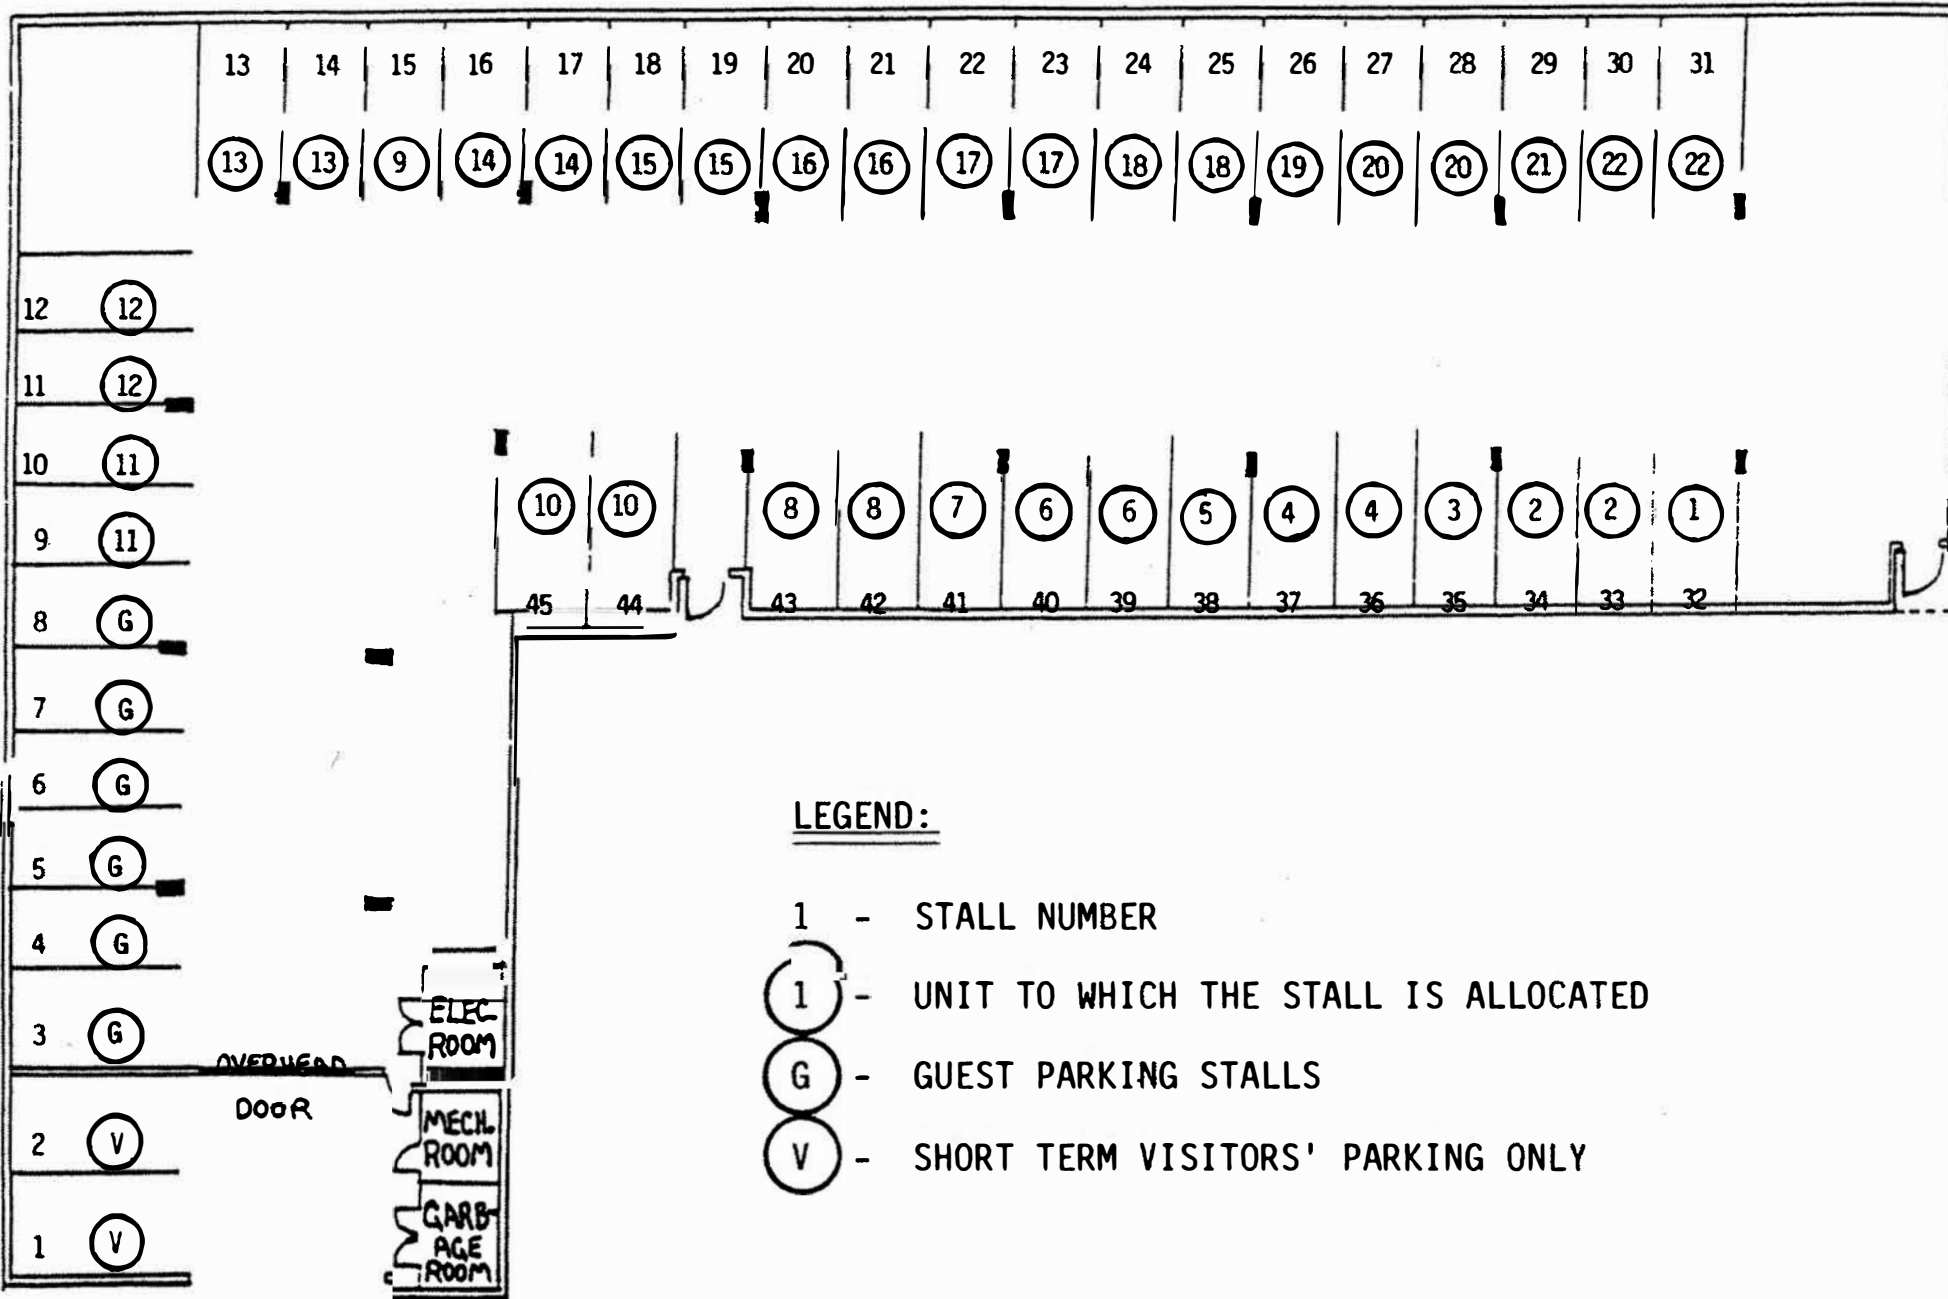 13 14 15 16 17 18 19 20 21 22 23 24 25 26 27 28 29 30 31
13 13 9 14 14 15 15 16 16 17 17 18 18 19 20 20 21 22 22
12 12
11 12
10 11
9 11
8 G
7 G
6 G
5 G
4 G
3 G
2 V
1 V
10 10 8 8 7 6 6 5 4 4 3 2 2 1
45 44 43 42 41 40 39 38 37 36 35 34 33 32
OVERHEAD
DOOR
ELEC.
ROOM
MECH.
ROOM
GARB-
AGE
ROOM
LEGEND:
1 - STALL NUMBER
1 - UNIT TO WHICH THE STALL IS ALLOCATED
G - GUEST PARKING STALLS
V - SHORT TERM VISITORS' PARKING ONLY